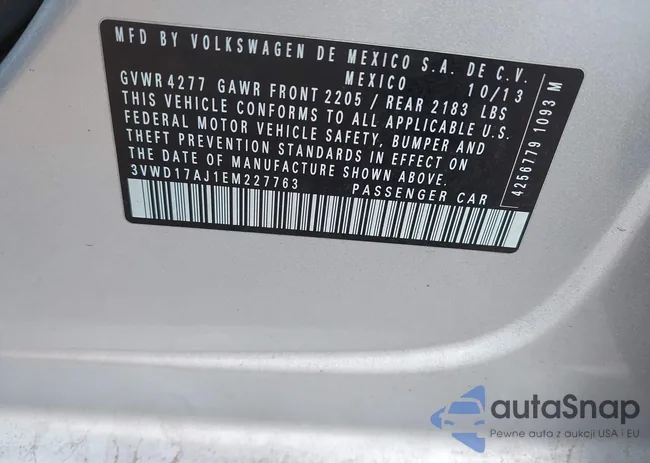 MFD BY VOLKSWAGEN DE MEXICO S.A. DE C.V.
MEXICO 10/13
GVWR 4277 GAWR FRONT 2205 / REAR 2183 LBS
THIS VEHICLE CONFORMS TO ALL APPLICABLE U.S.
FEDERAL MOTOR VEHICLE SAFETY, BUMPER AND
THEFT PREVENTION STANDARDS IN EFFECT ON
THE DATE OF MANUFACTURE SHOWN ABOVE.
3VWD17AJ1EM227763 PASSENGER CAR
4256779 1093 M
autaSnap
Pewne auta z aukcji USA i EU